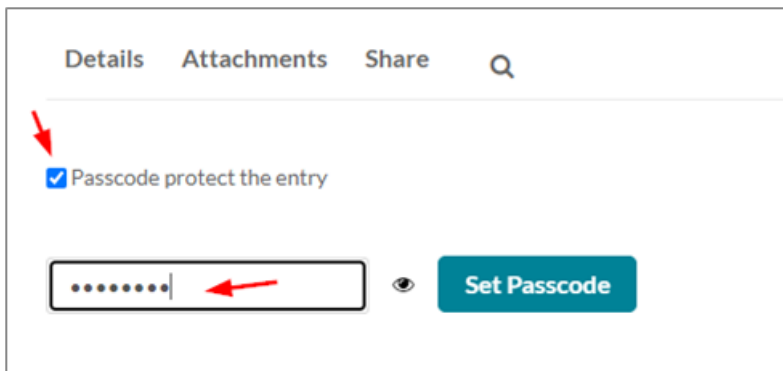 Details Attachments Share
Passcode protect the entry
•••••••• Set Passcode